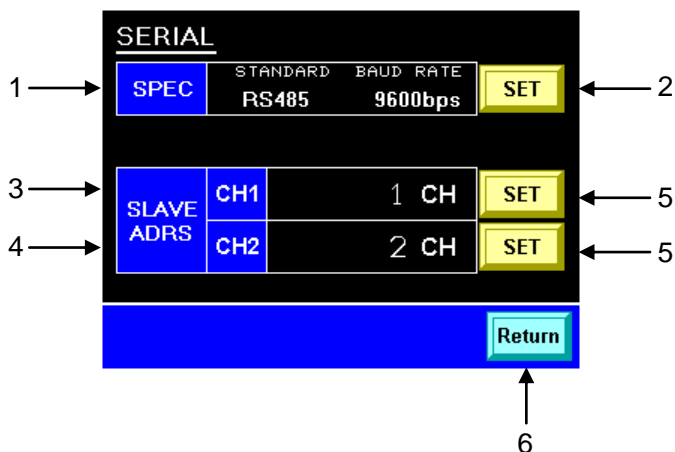 SERIAL
1 SPEC STANDARD BAUD RATE SET 2
RS485 9600bps
3 SLAVE ADRS CH1 1 CH SET 5
4 CH2 2 CH SET 5
Return
6